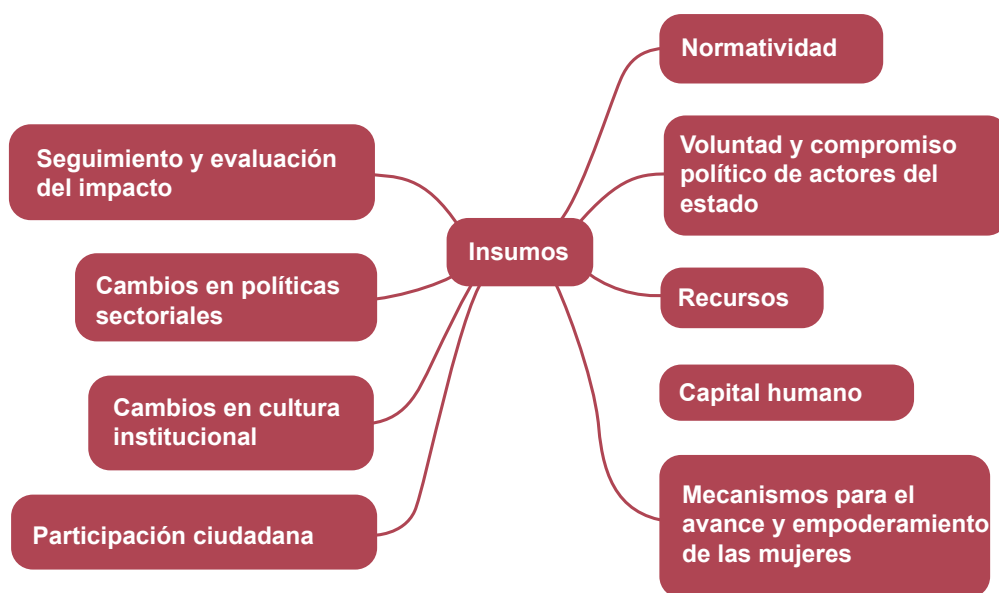 Normatividad
Seguimiento y evaluación
del impacto
Voluntad y compromiso
político de actores del
estado
Insumos
Cambios en políticas
sectoriales
Recursos
Cambios en cultura
institucional
Capital humano
Participación ciudadana
Mecanismos para el
avance y empoderamiento
de las mujeres